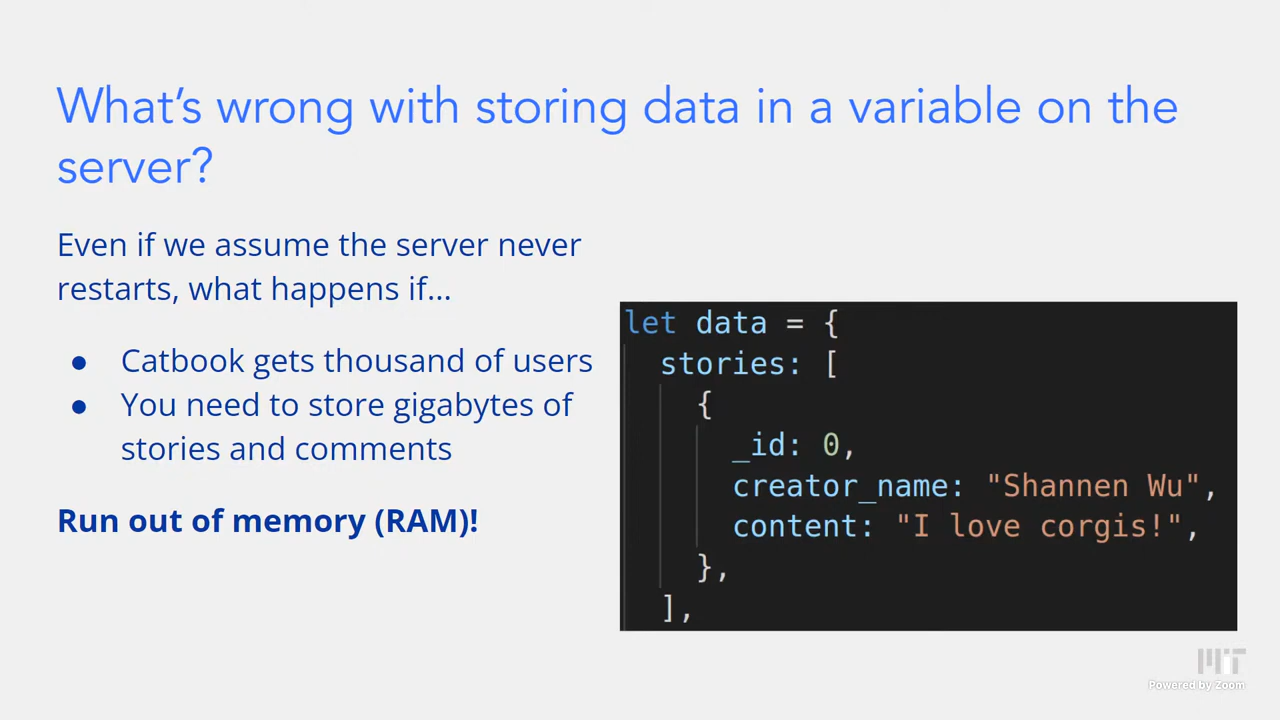 What's wrong with storing data in a variable on the
server?
Even if we assume the server never
restarts, what happens if...
● Catbook gets thousand of users
● You need to store gigabytes of
stories and comments
Run out of memory (RAM)!
let data = {
stories: [
{
_id: 0,
creator_name: "Shannen Wu",
content: "I love corgis!",
},
],
MIT
Powered by Zoom